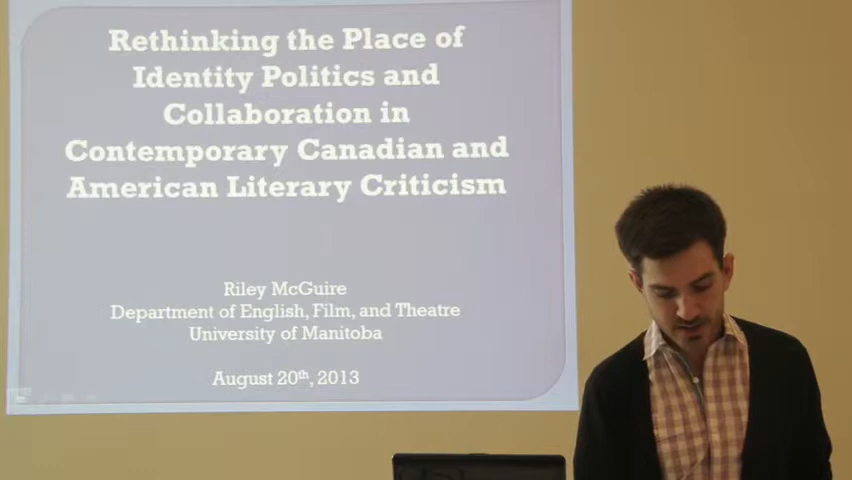 Rethinking the Place of
Identity Politics and
Collaboration in
Contemporary Canadian and
American Literary Criticism
Riley McGuire
Department of English, Film, and Theatre
University of Manitoba
August 20th, 2013